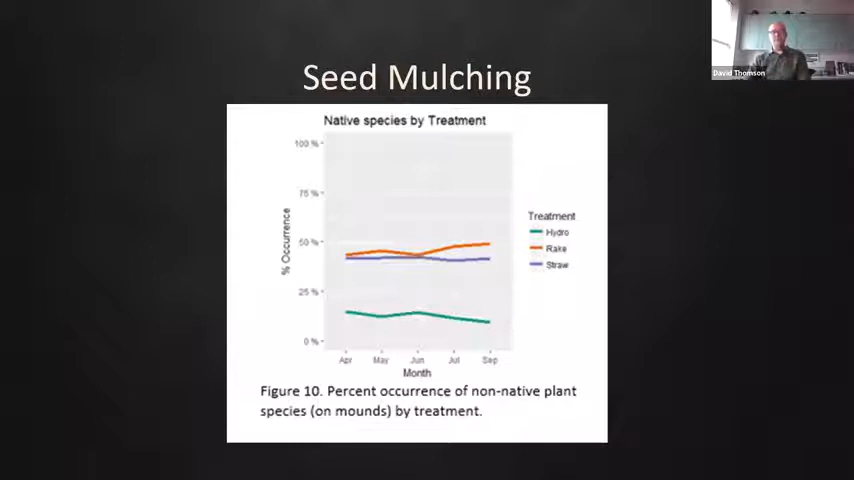 David Thomson
Seed Mulching
Native species by Treatment
100 %
75 %
50 %
25 %
0 %
% Occurrence
Apr May Jun Jul Sep
Month
Treatment
Hydro
Rake
Straw
Figure 10. Percent occurrence of non-native plant
species (on mounds) by treatment.